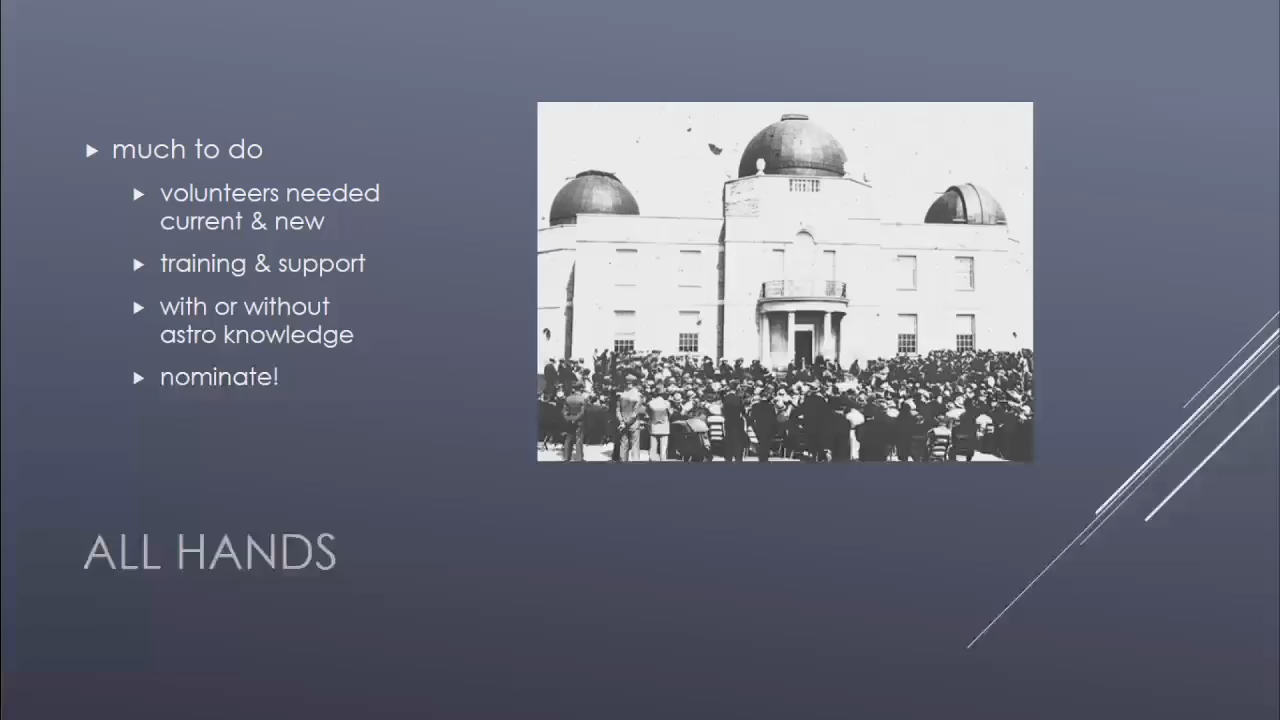 much to do
volunteers needed
current & new
training & support
with or without
astro knowledge
nominate!
ALL HANDS